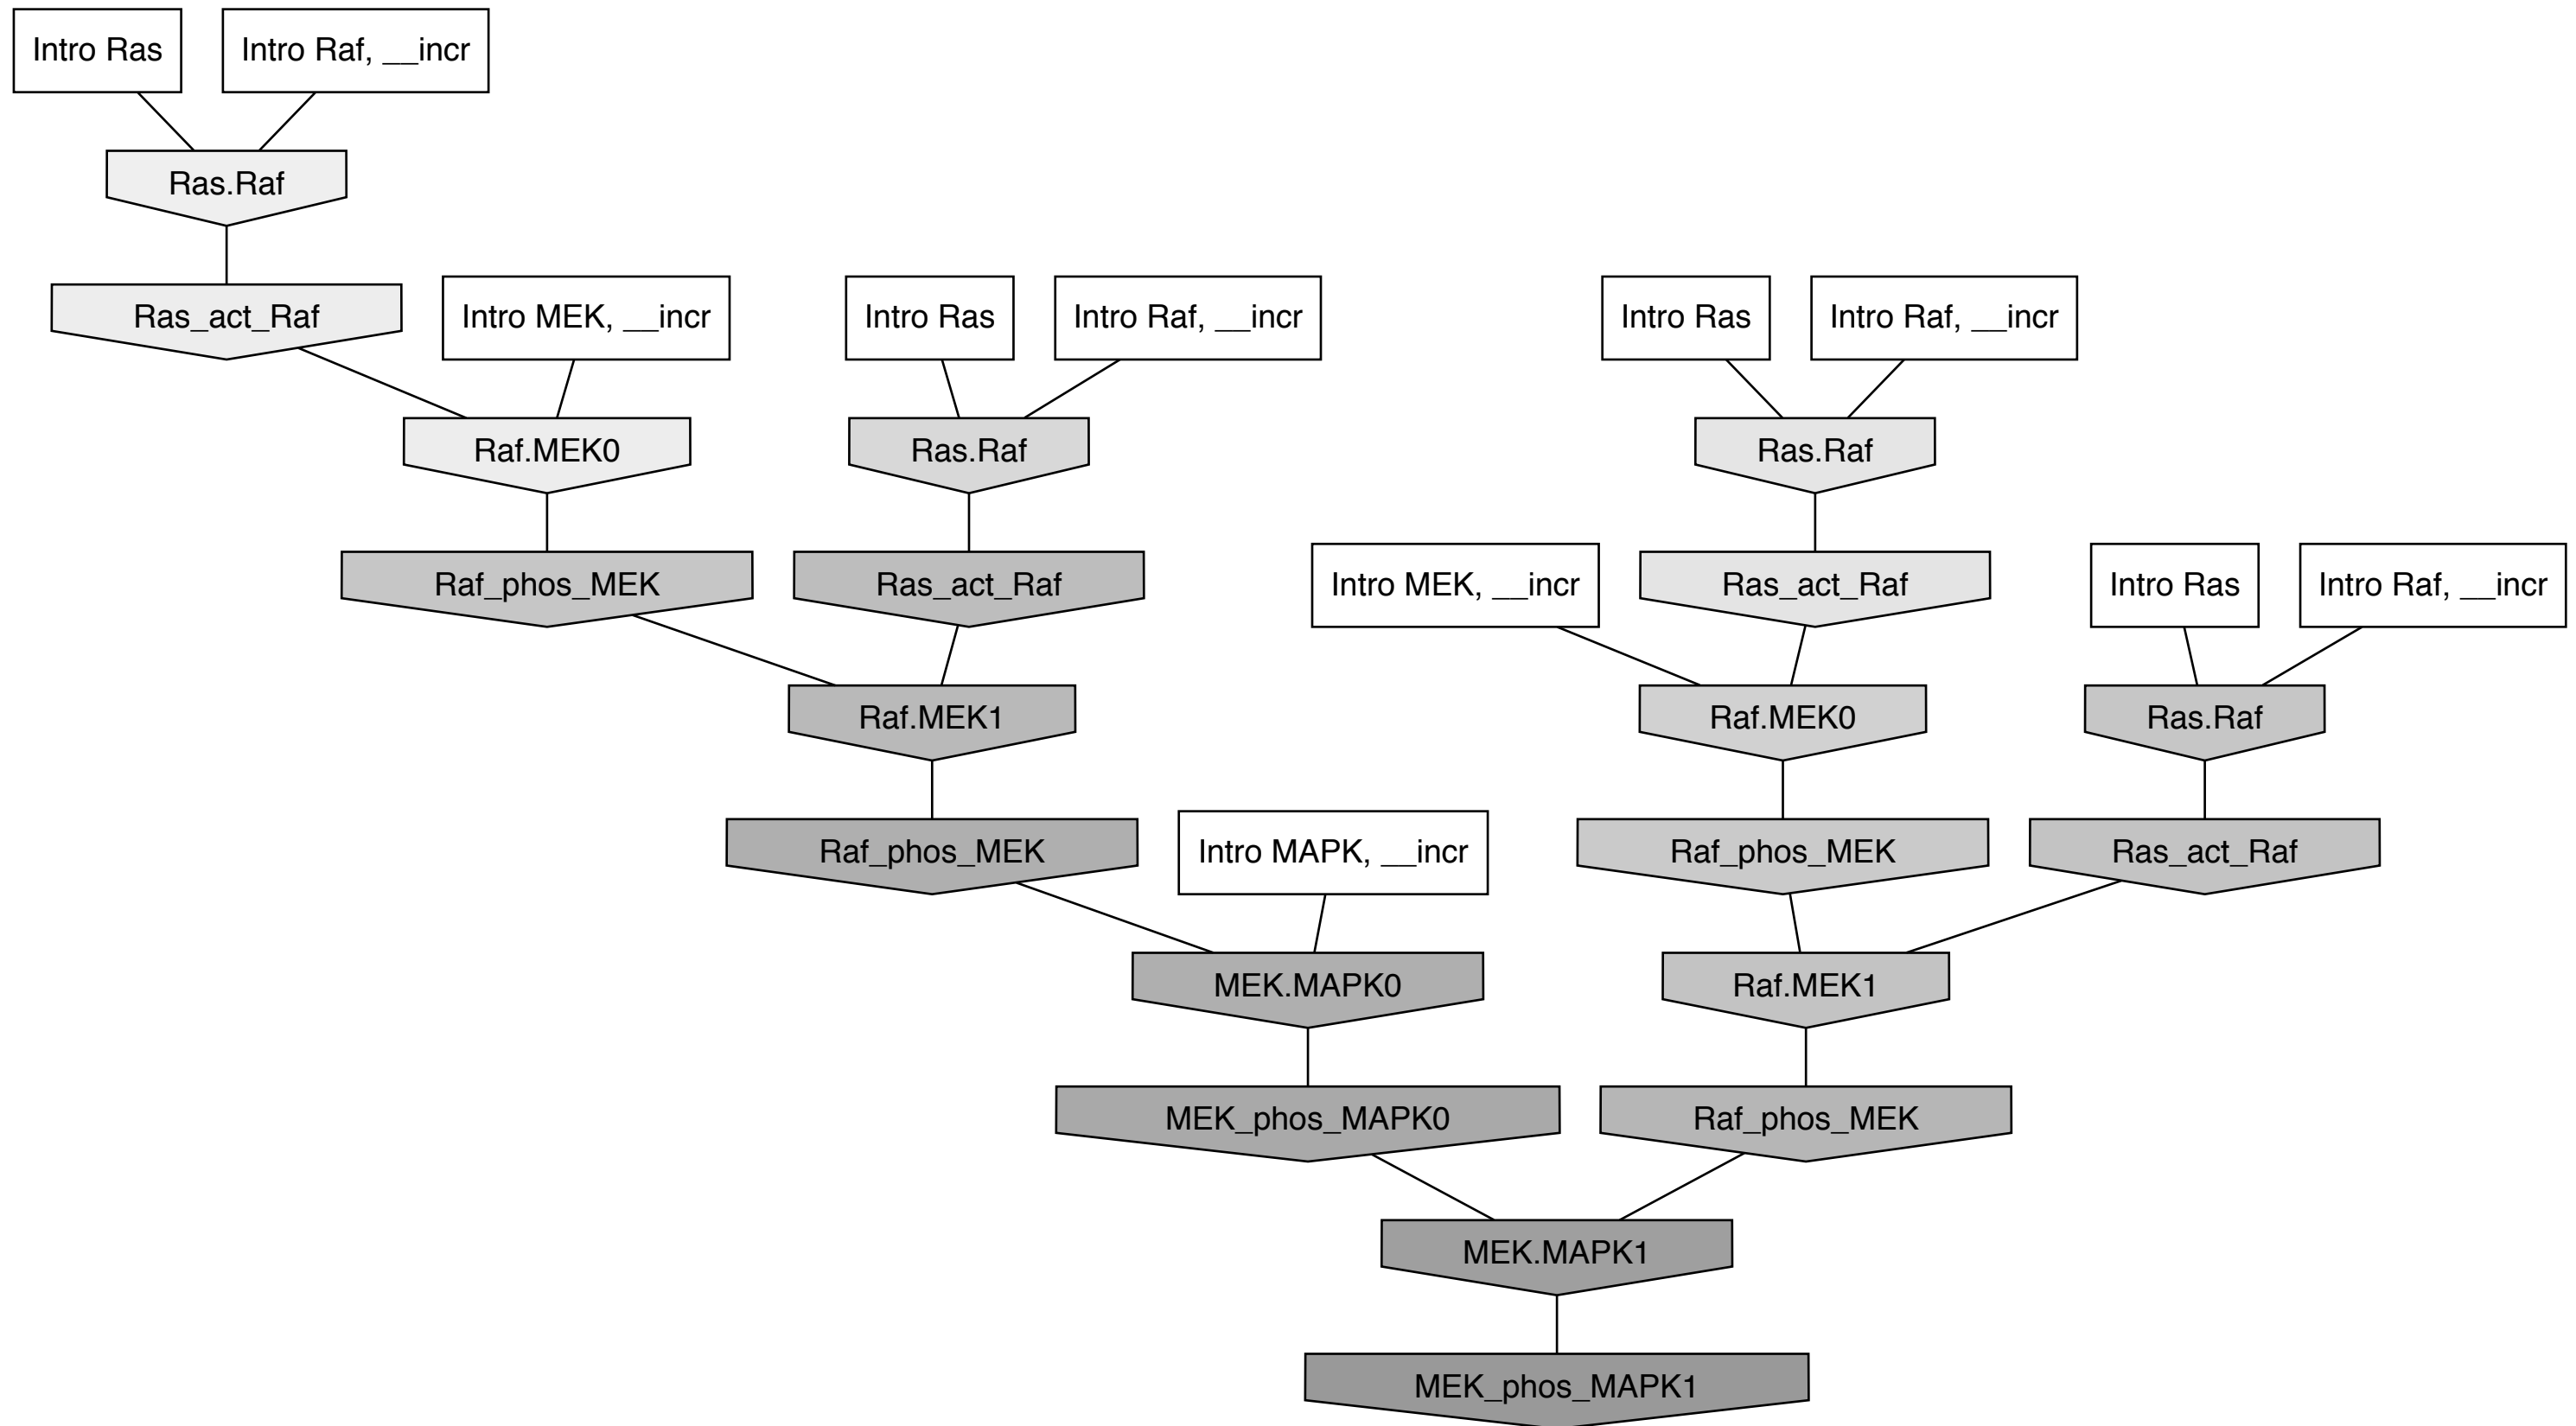 Intro Ras
Intro Raf, __incr
Ras.Raf
Ras_act_Raf
Intro MEK, __incr
Intro Ras
Intro Raf, __incr
Intro Ras
Intro Raf, __incr
Raf.MEK0
Ras.Raf
Ras.Raf
Raf_phos_MEK
Ras_act_Raf
Intro MEK, __incr
Ras_act_Raf
Intro Ras
Intro Raf, __incr
Raf.MEK1
Raf.MEK0
Ras.Raf
Raf_phos_MEK
Intro MAPK, __incr
Raf_phos_MEK
Ras_act_Raf
MEK.MAPK0
Raf.MEK1
MEK_phos_MAPK0
Raf_phos_MEK
MEK.MAPK1
MEK_phos_MAPK1